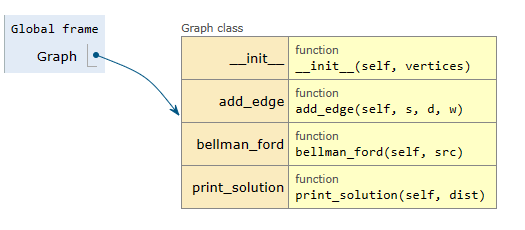 Global frame
Graph
Graph class
__init__
function
__init__(self, vertices)
add_edge
function
add_edge(self, s, d, w)
bellman_ford
function
bellman_ford(self, src)
print_solution
function
print_solution(self, dist)